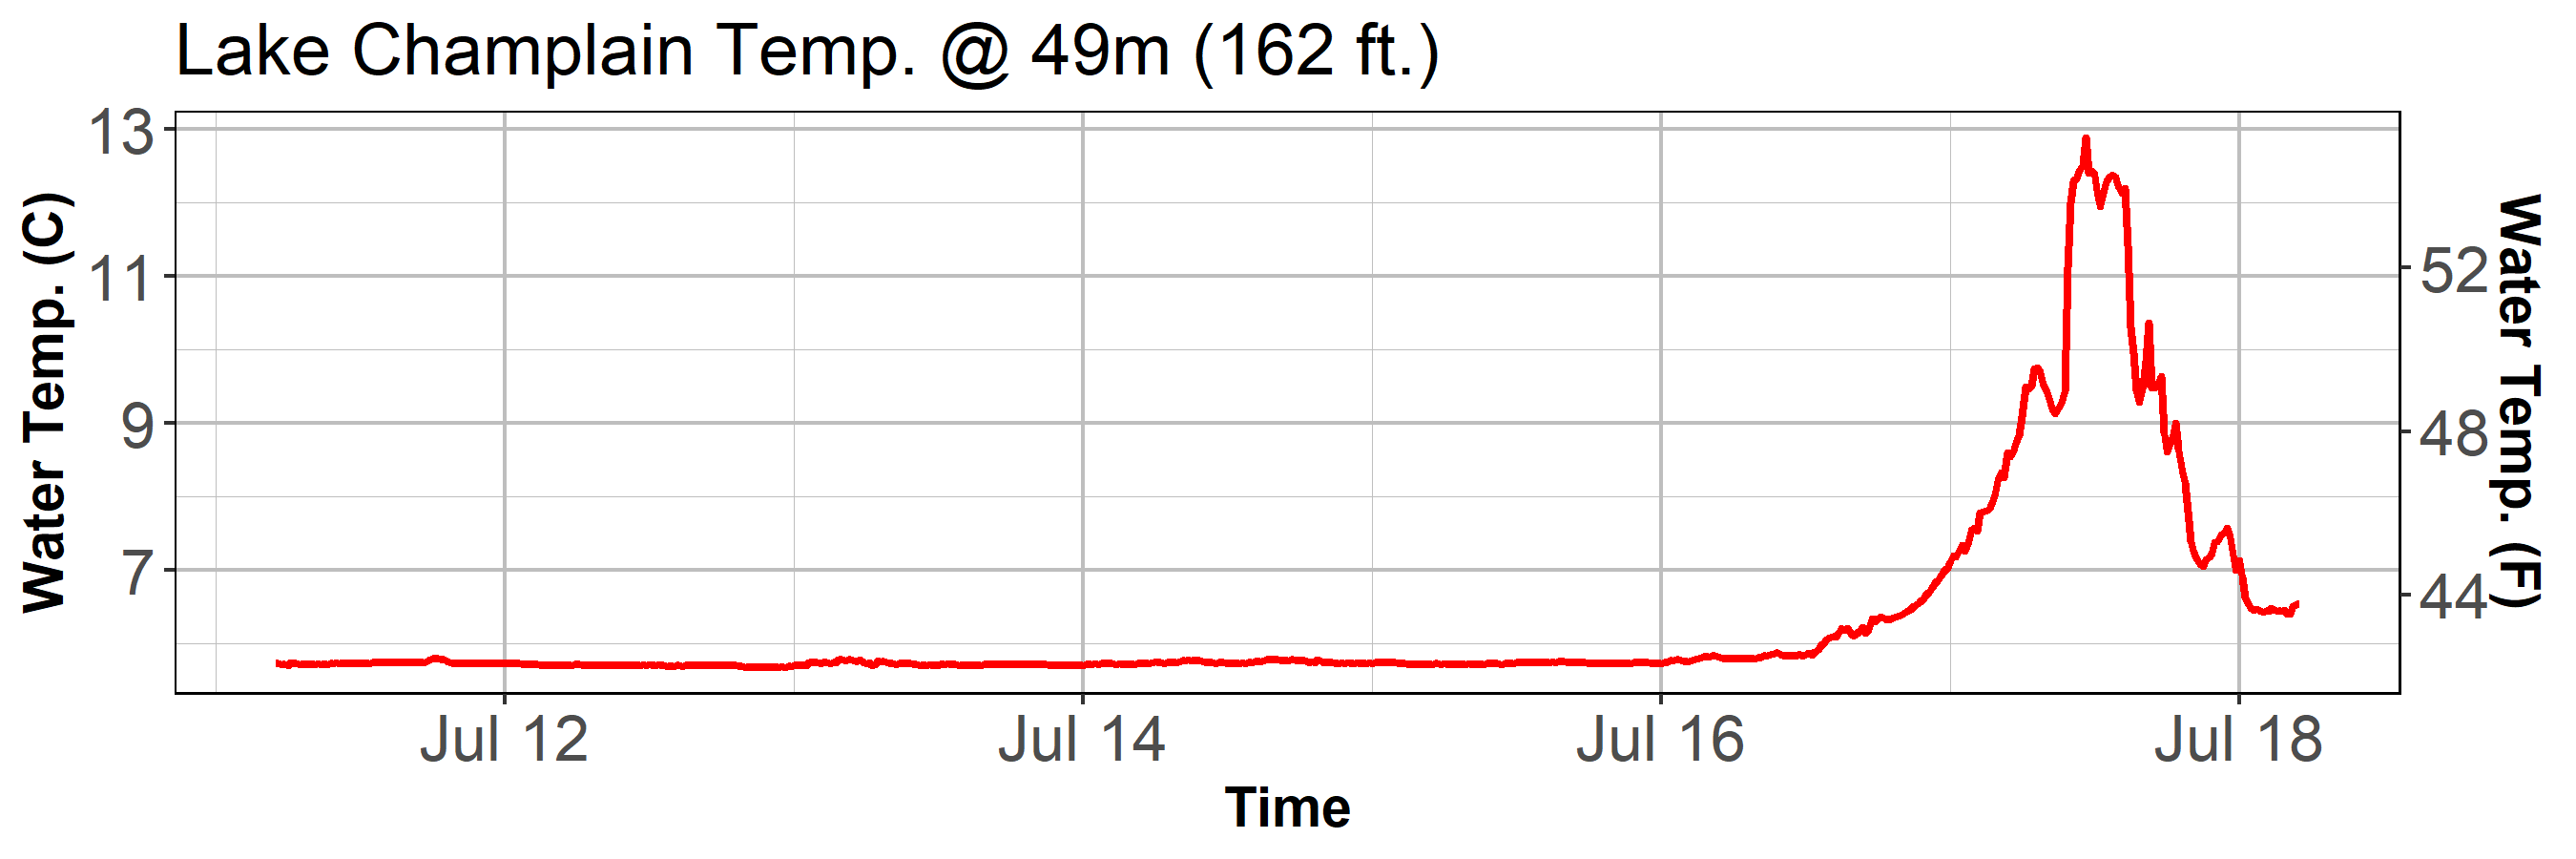 Lake Champlain Temp. @ 49m (162 ft.)
13
11
9
7
Water Temp. (C)
52
48
44
Water Temp. (F)
Jul 12 Jul 14 Jul 16 Jul 18
Time